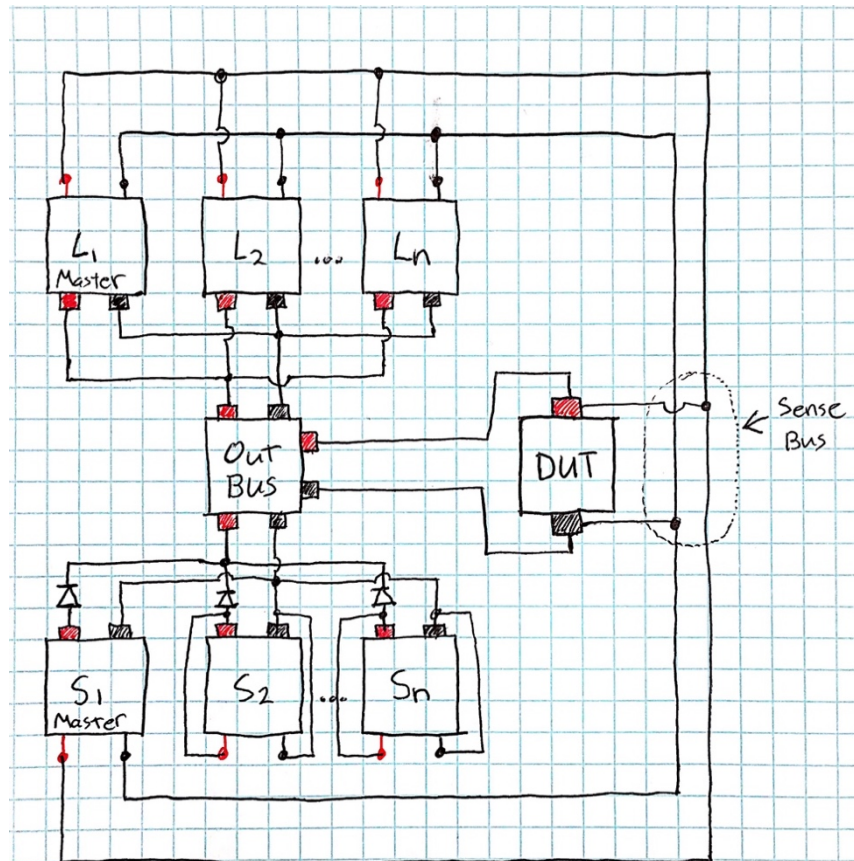 L1
Master
L2
...
Ln
Out
Bus
DUT
Sense
Bus
S1
Master
S2
...
Sn